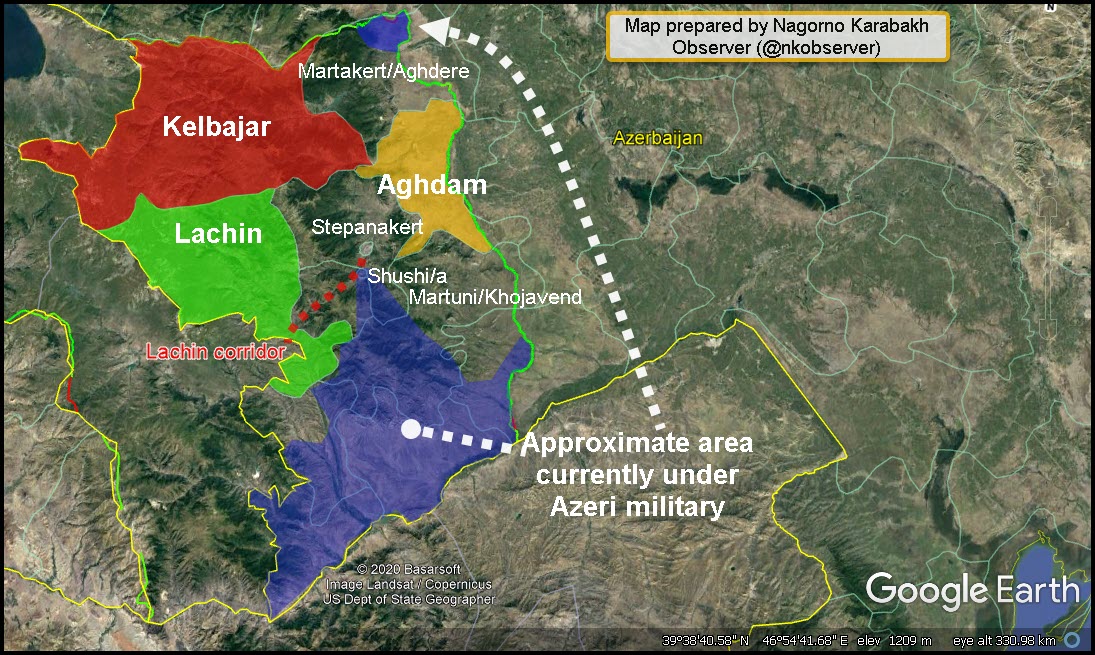 N
Map prepared by Nagorno Karabakh
Observer (@nkobserver)
Martakert/Aghdere
Kelbajar
Azerbaijan
Aghdam
Lachin
Stepanakert
Shushi/a
Martuni/Khojavend
Lachin corridor
Approximate area
currently under
Azeri military
© 2020 Basarsoft
Image Landsat / Copernicus
US Dept of State Geographer
Google Earth
39°38'40.58" N 46°54'41.68" E elev 1209 m eye alt 330.98 km